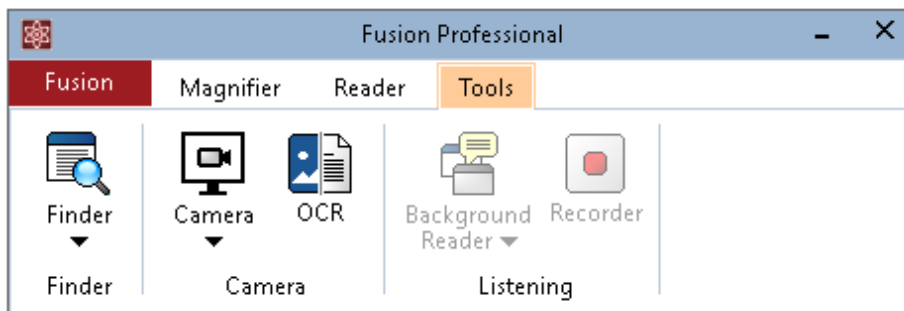 Fusion Professional
Fusion Magnifier Reader Tools
Finder Camera OCR Background Reader Recorder
Finder Camera Listening